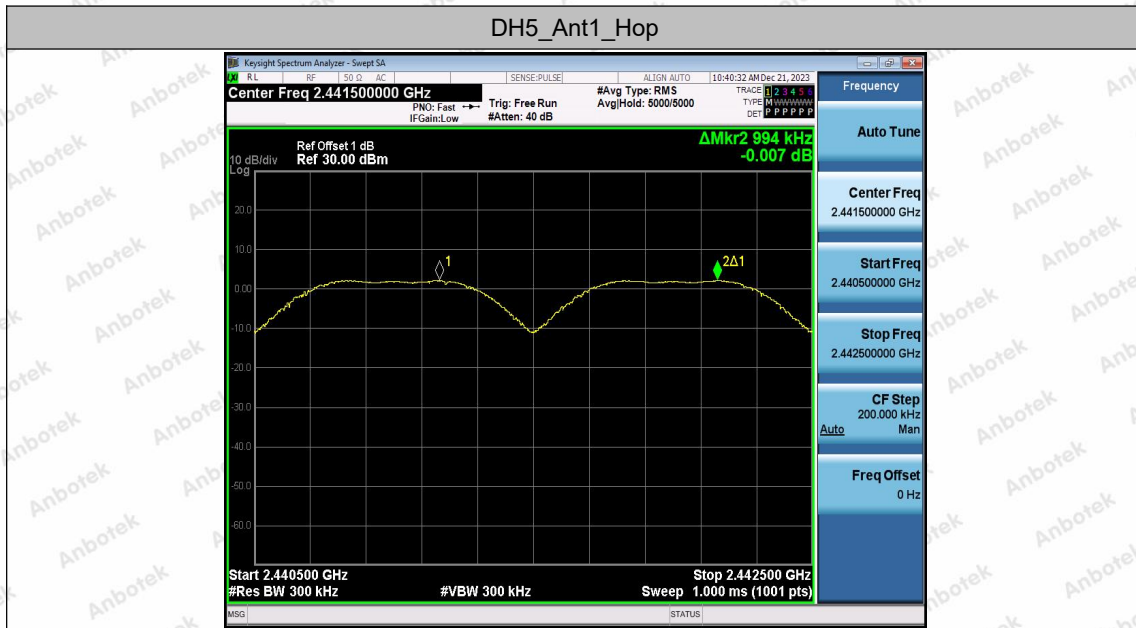 DH5_Ant1_Hop
Keysight Spectrum Analyzer - Swept SA
LXI RL RF 50 Ω AC SENSE:PULSE ALIGN AUTO 10:40:32 AM Dec 21, 2023
Center Freq 2.441500000 GHz
PNO: Fast
IFGain:Low
Trig: Free Run
#Atten: 40 dB
#Avg Type: RMS
Avg|Hold: 5000/5000
TRACE 1 2 3 4 5 6
TYPE MWWWWW
DET P P P P P P
Frequency
Auto Tune
Center Freq
2.441500000 GHz
Start Freq
2.440500000 GHz
Stop Freq
2.442500000 GHz
CF Step
200.000 kHz
Auto Man
Freq Offset
0 Hz
ΔMkr2 994 kHz
-0.007 dB
Ref Offset 1 dB
10 dB/div Ref 30.00 dBm
Log
20.0
10.0
0.00
-10.0
-20.0
-30.0
-40.0
-50.0
-60.0
1
2Δ1
Start 2.440500 GHz Stop 2.442500 GHz
#Res BW 300 kHz #VBW 300 kHz Sweep 1.000 ms (1001 pts)
MSG STATUS
Anbotek